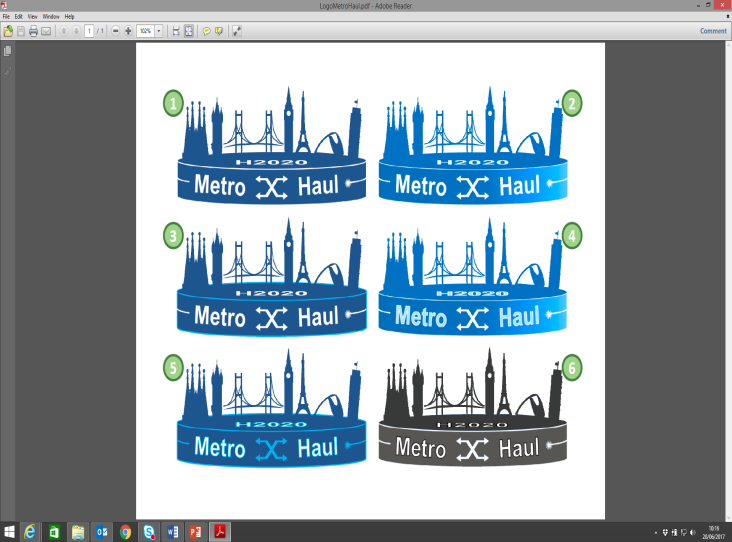 LogoMetroHaul.pdf - Adobe Reader
File Edit View Window Help
1 / 1 102% Comment
1 2
H2020 H2020
Metro Haul Metro Haul
3 4
H2020 H2020
Metro Haul Metro Haul
5 6
H2020 H2020
Metro Haul Metro Haul
10:16
20/06/2017